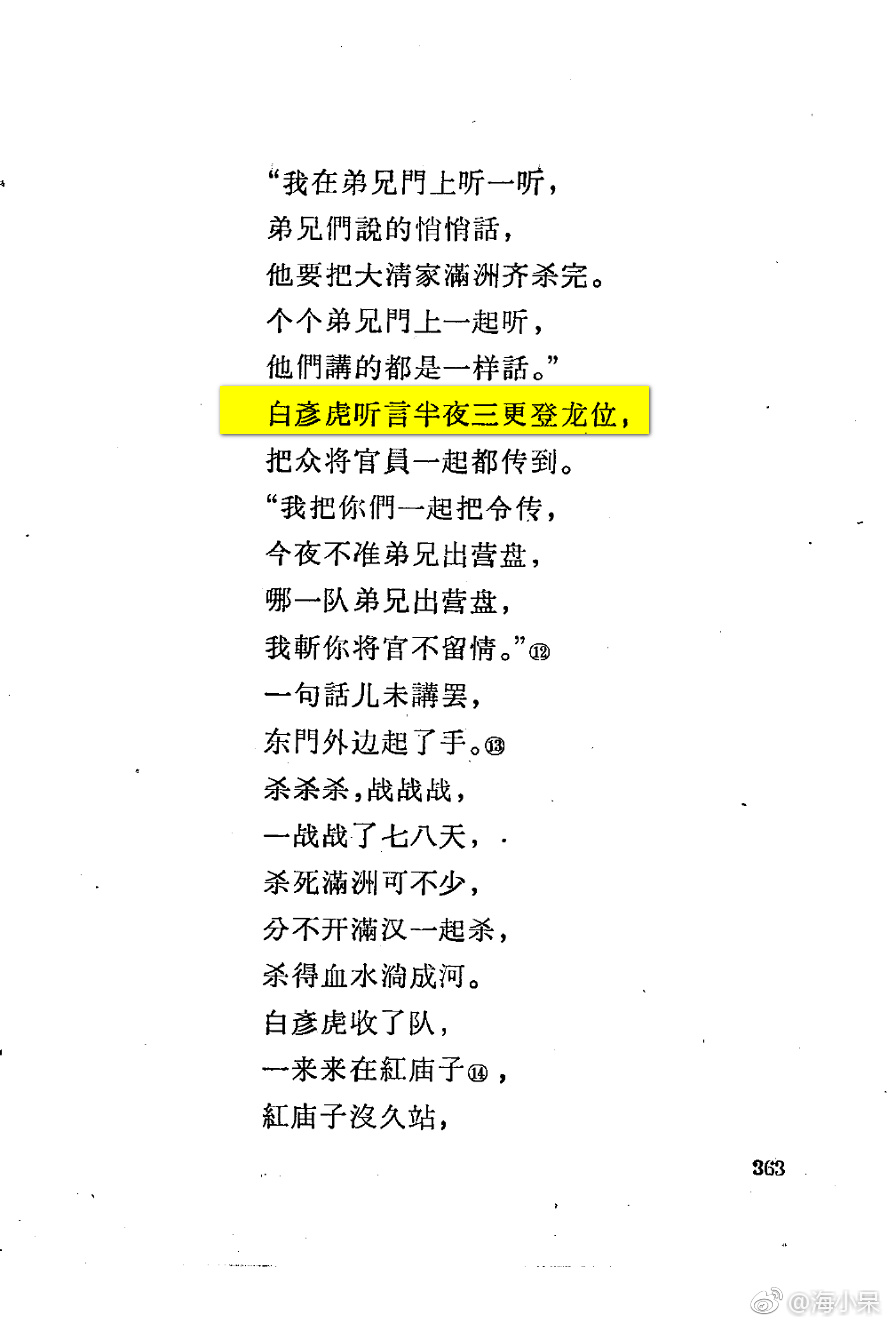 “我在弟兄門上听一听，
弟兄們說的悄悄話，
他要把大清家滿洲齐杀完。
个个弟兄門上一起听，
他們講的都是一样話。”
白彥虎听言半夜三更登龙位，
把众将官員一起都传到。
“我把你們一起把令传，
今夜不准弟兄出营盘，
哪一队弟兄出营盘，
我斬你将官不留情。”⑫
一句話儿未講罢，
东門外边起了手。⑬
杀杀杀，战战战，
一战战了七八天，
杀死滿洲可不少，
分不开滿汉一起杀，
杀得血水淌成河。
白彥虎收了队，
一来来在紅庙子⑭，
紅庙子沒久站，
363
@海小呆